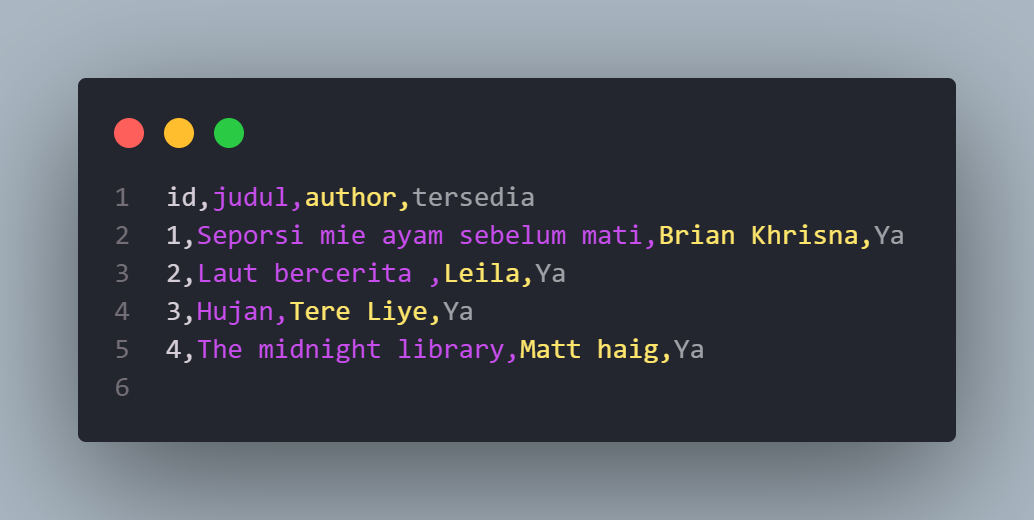 1 id,judul,author,tersedia
2 1,Seporsi mie ayam sebelum mati,Brian Khrisna,Ya
3 2,Laut bercerita ,Leila,Ya
4 3,Hujan,Tere Liye,Ya
5 4,The midnight library,Matt haig,Ya
6